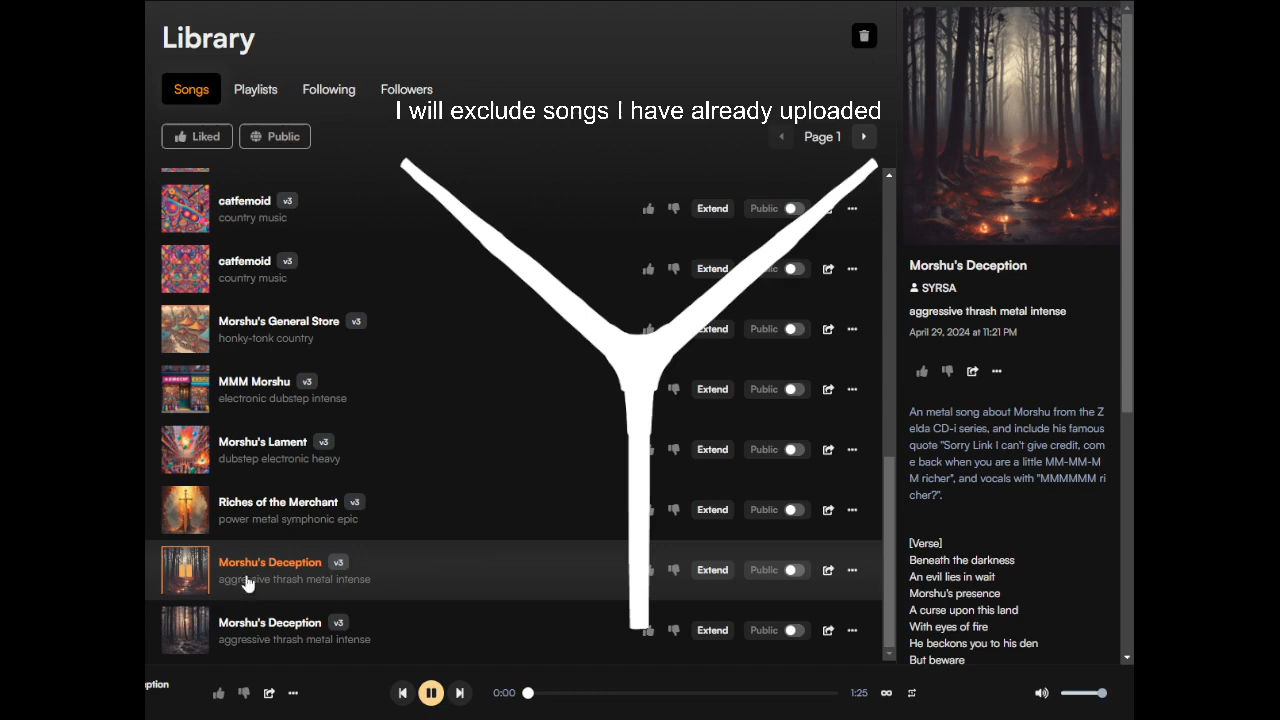 Library
Songs
Playlists
Following
Followers
I will exclude songs I have already uploaded
Liked
Public
Page 1
catfemoid v3
country music
Extend
Public
catfemoid v3
country music
Extend
Morshu's General Store v3
honky-tonk country
Public
MMM Morshu v3
electronic dubstep intense
Extend
Public
Morshu's Lament v3
dubstep electronic heavy
Extend
Public
Riches of the Merchant v3
power metal symphonic epic
Extend
Public
Morshu's Deception v3
aggressive thrash metal intense
Extend
Public
Morshu's Deception v3
aggressive thrash metal intense
Extend
Public
Morshu's Deception
SYRSA
aggressive thrash metal intense
April 29, 2024 at 11:21 PM
An metal song about Morshu from the Z
elda CD-i series, and include his famous
quote "Sorry Link I can't give credit, com
e back when you are a little MM-MM-M
M richer", and vocals with "MMMMMM ri
cher?".
[Verse]
Beneath the darkness
An evil lies in wait
Morshu's presence
A curse upon this land
With eyes of fire
He beckons you to his den
But beware
ption
0:00
1:25